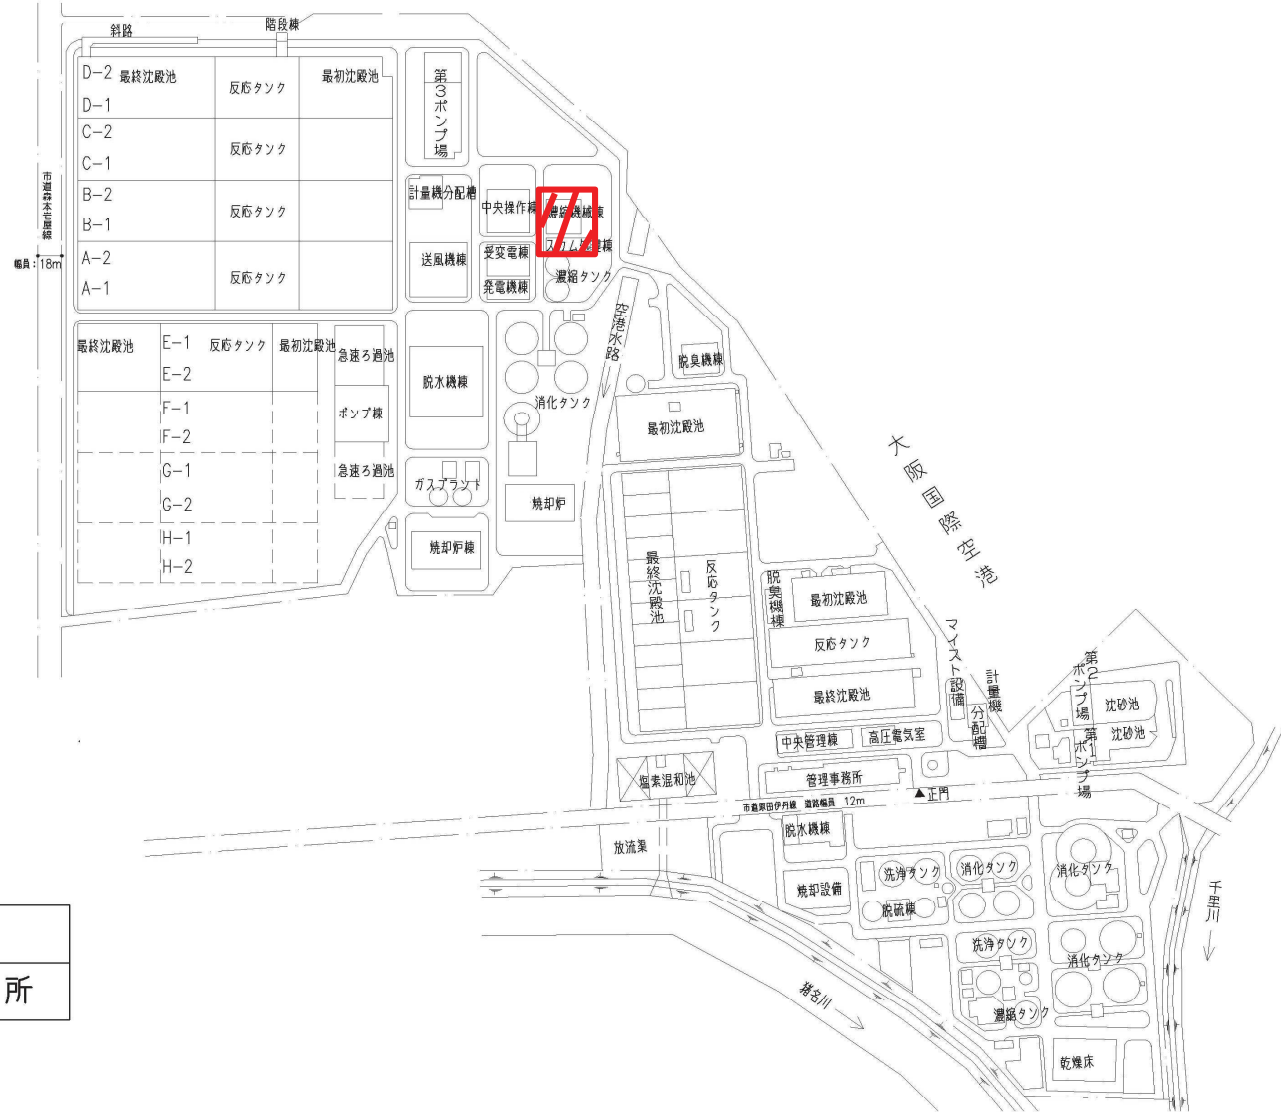 斜路
階段棟
D-2
最終沈殿池
反応タンク
最初沈殿池
D-1
C-2
反応タンク
C-1
B-2
反応タンク
B-1
A-2
反応タンク
A-1
市道森本岩屋線
幅員：18m
第3ポンプ場
計量機分配槽
中央操作棟
濃縮機械棟
送風機棟
受変電棟
発電機棟
濃縮タンク
空港水路
最終沈殿池
E-1
反応タンク
最初沈殿池
急速ろ過池
E-2
F-1
ポンプ棟
F-2
G-1
急速ろ過池
G-2
H-1
H-2
脱水機棟
消化タンク
脱臭機棟
最初沈殿池
ガスプラント
焼却炉
焼却炉棟
大阪国際空港
最終沈殿池
反応タンク
脱臭機棟
最初沈殿池
反応タンク
最終沈殿池
マイスト設備
計量機
分配槽
第2ポンプ場
沈砂池
第1ポンプ場
沈砂池
中央管理棟
高圧電気室
塩素混和池
管理事務所
市道原田伊丹線 道路幅員 12m
▲正門
放流渠
脱水機棟
焼却設備
洗浄タンク
消化タンク
消化タンク
脱硫棟
洗浄タンク
消化タンク
濃縮タンク
乾燥床
千里川
猪名川
所